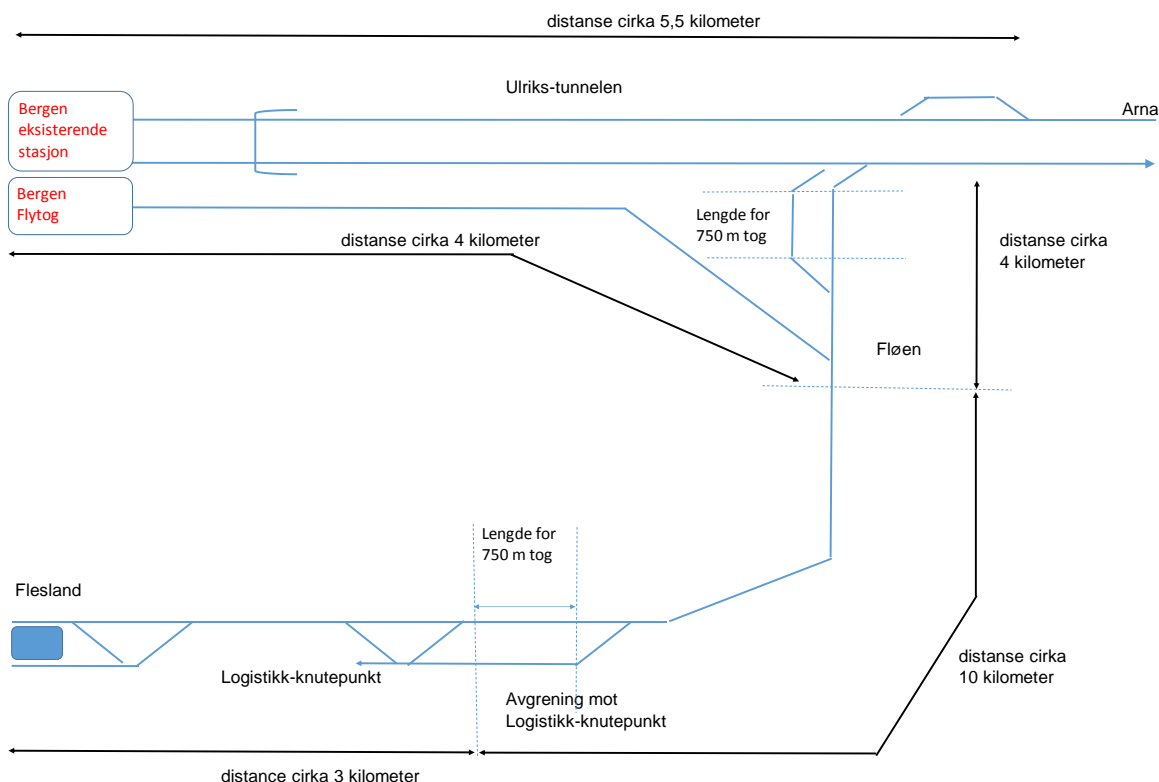 distanse cirka 5,5 kilometer
Ulriks-tunnelen
Arna
Bergen
eksisterende
stasjon
Bergen
Flytog
Lengde for
750 m tog
distanse cirka 4 kilometer
distanse cirka
4 kilometer
Fløen
Lengde for
750 m tog
Flesland
Logistikk-knutepunkt
Avgrening mot
Logistikk-knutepunkt
distanse cirka
10 kilometer
distance cirka 3 kilometer